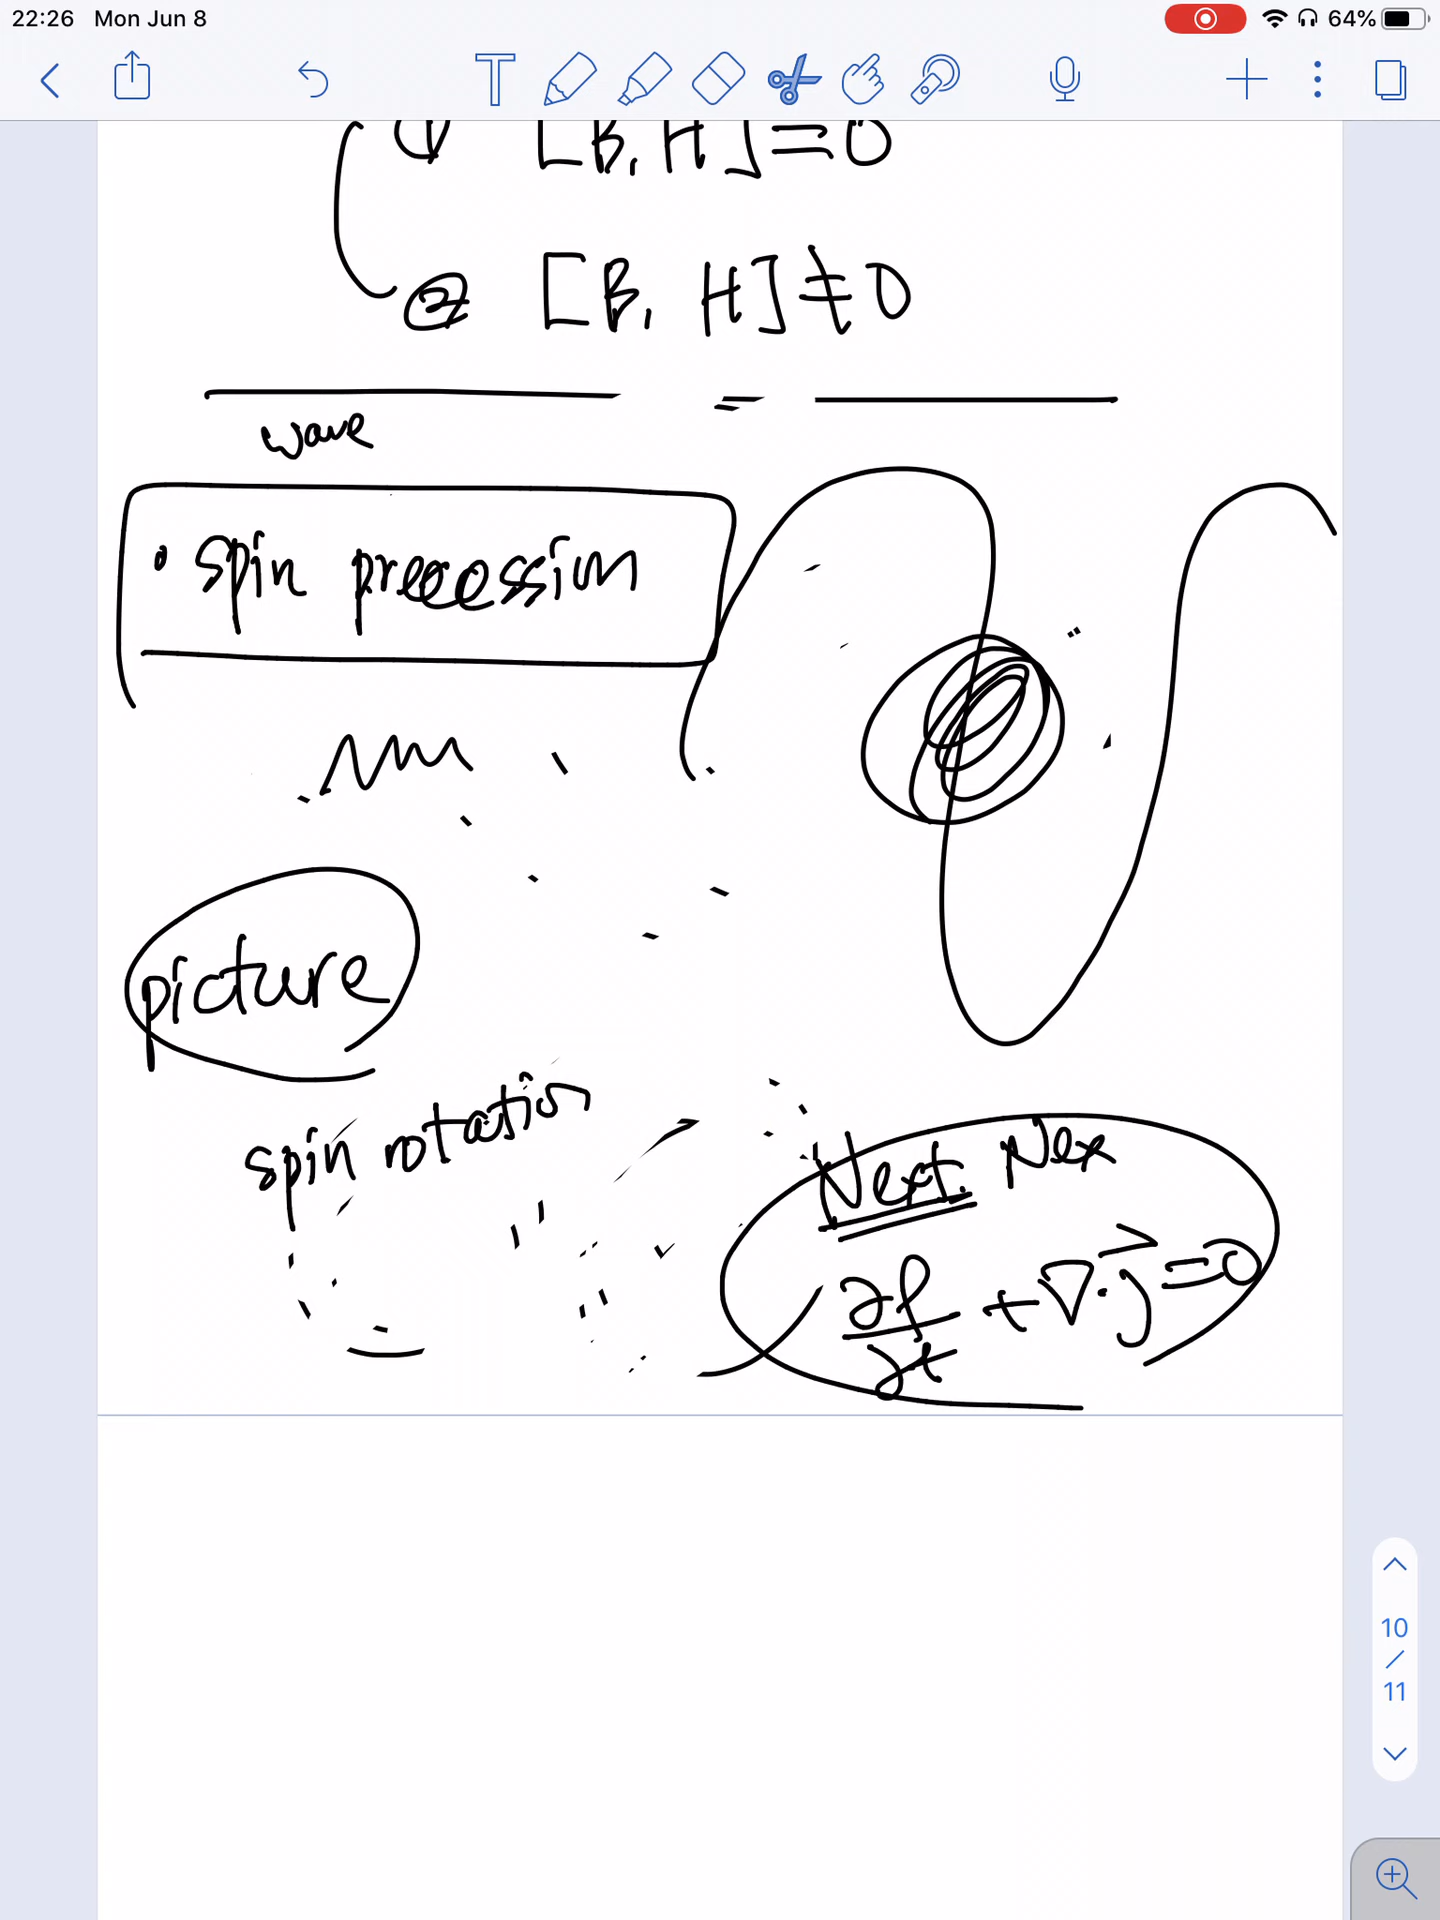 22:26 Mon Jun 8 64%
① [B, H] = 0
② [B, H] ≠ 0
wave
• spin precession
picture
spin rotation
Next. Nex
∂ρ/∂t + ∇·j⃗ = 0
10
/
11